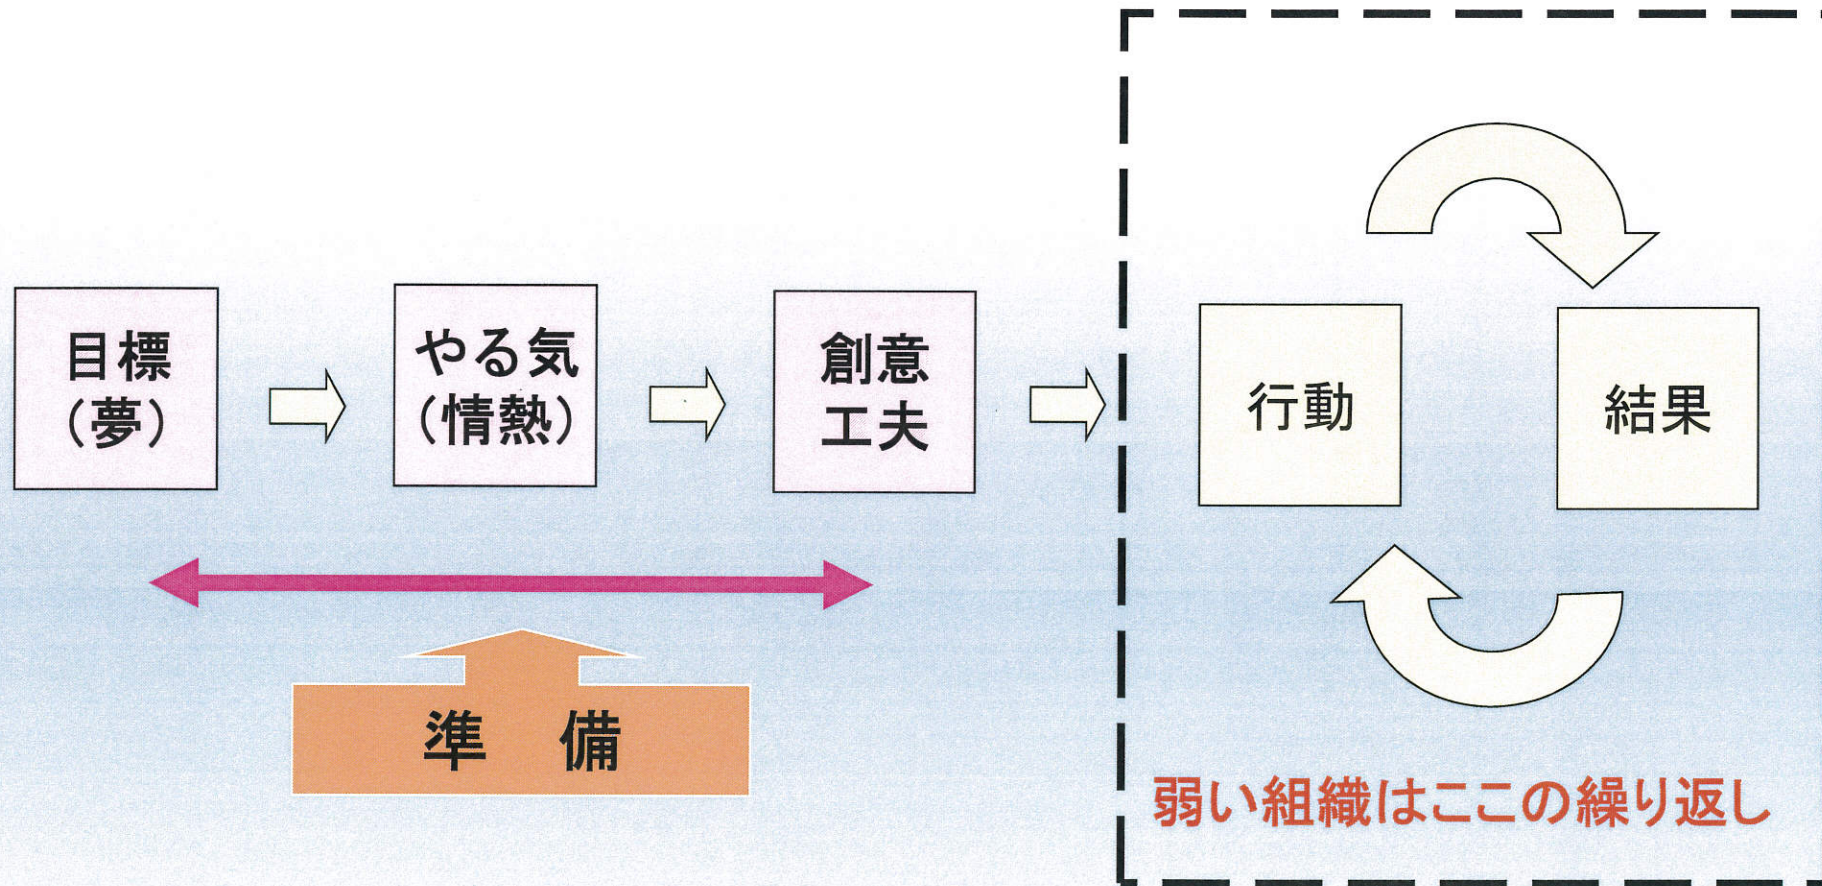 目標
（夢）
やる気
（情熱）
創意
工夫
行動
結果
準　備
弱い組織はここの繰り返し